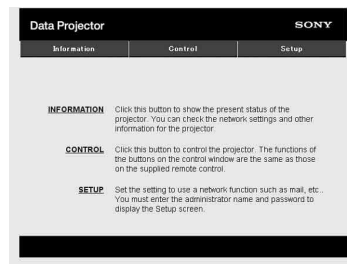 Data Projector SONY
Information Control Setup
INFORMATION Click this button to show the present status of the
projector. You can check the network settings and other
information for the projector.
CONTROL Click this button to control the projector. The functions of
the buttons on the control window are the same as those
on the supplied remote control.
SETUP Set the setting to use a network function such as mail, etc..
You must enter the administrator name and password to
display the Setup screen.